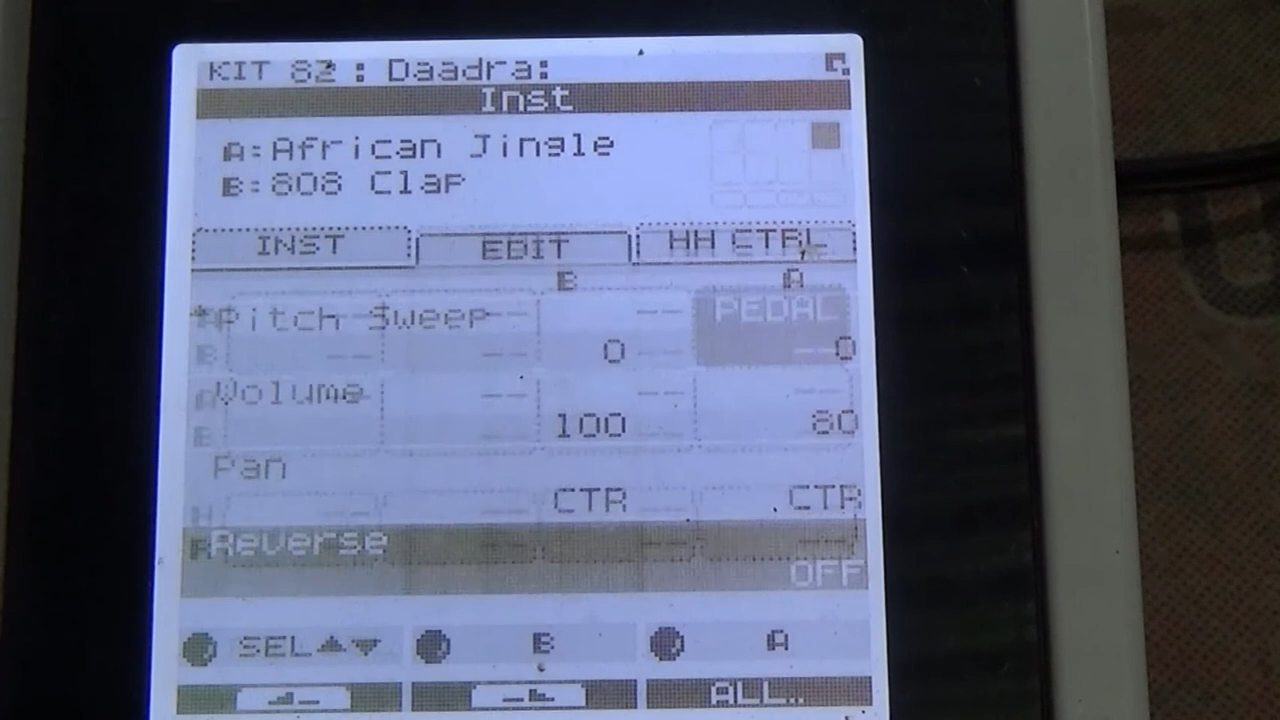 KIT 82 : Daadra:
Inst
A:African Jingle
B:808 Clap
INST EDIT HH CTRL
B A
Pitch Sweep PEDAL
B 0 0
Volume
100 80
Pan
CTR CTR
Reverse
OFF
SEL B A
ALL..